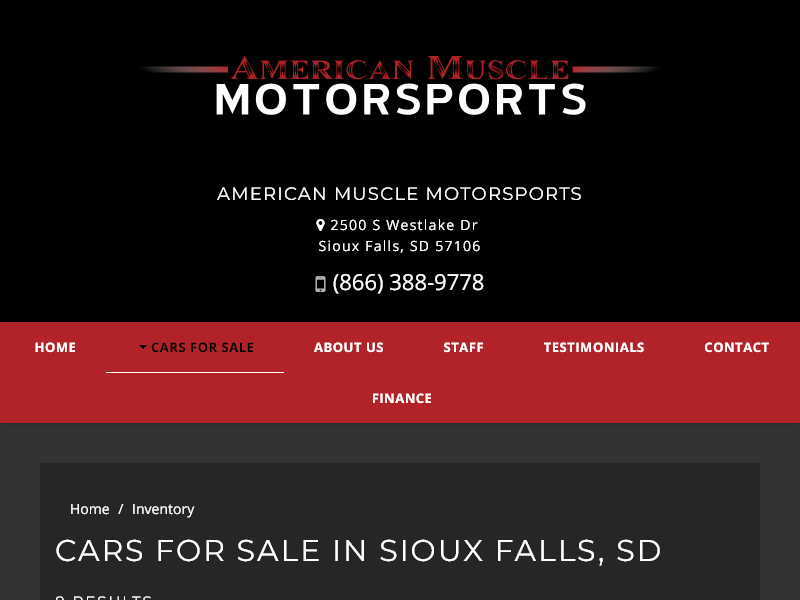 AMERICAN MUSCLE
MOTORSPORTS
AMERICAN MUSCLE MOTORSPORTS
2500 S Westlake Dr
Sioux Falls, SD 57106
(866) 388-9778
HOME CARS FOR SALE ABOUT US STAFF TESTIMONIALS CONTACT
FINANCE
Home / Inventory
CARS FOR SALE IN SIOUX FALLS, SD
RESULTS